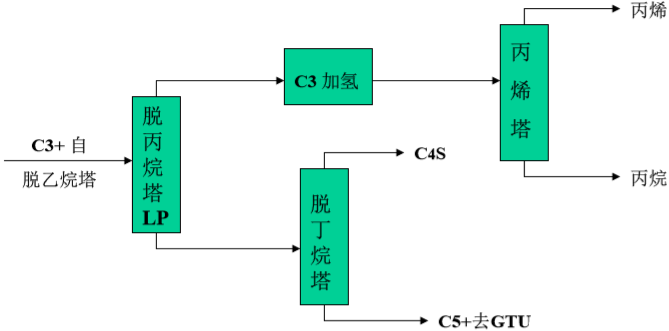 丙烯
C3 加氢
丙烯塔
C3+ 自
脱乙烷塔
脱丙烷塔
LP
C4S
丙烷
脱丁烷塔
C5+去GTU